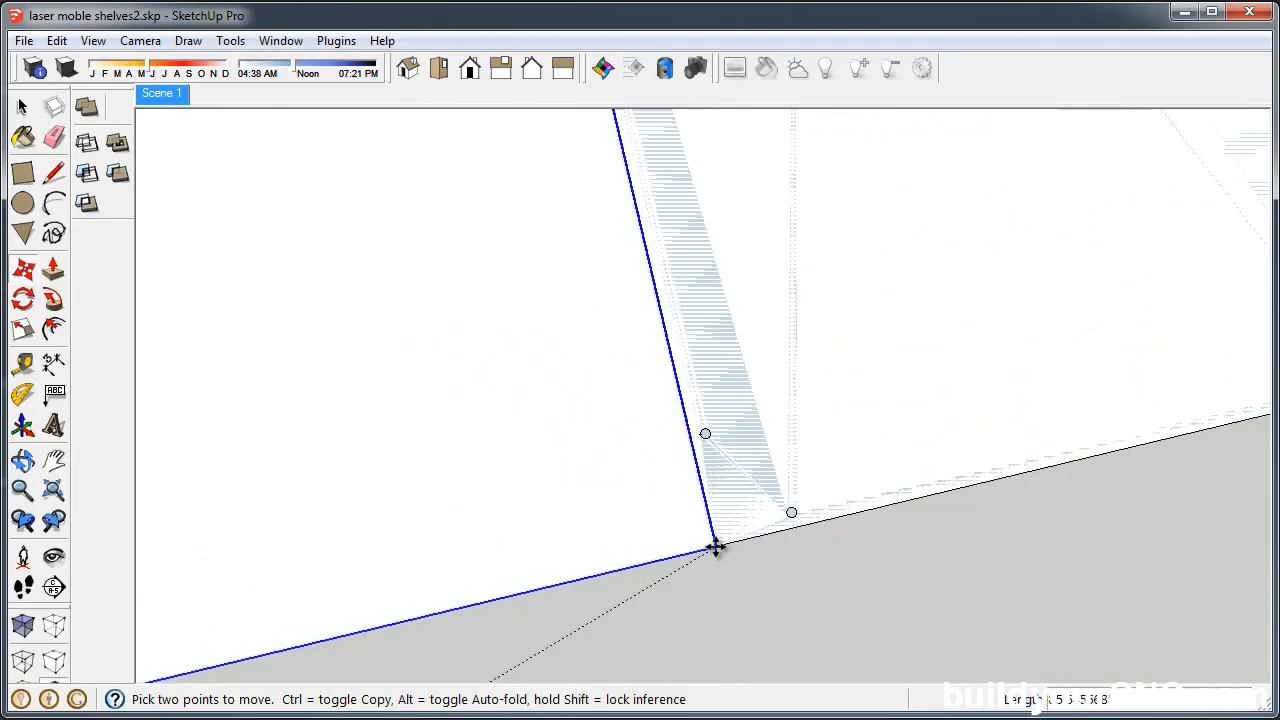 laser moble shelves2.skp - SketchUp Pro
File Edit View Camera Draw Tools Window Plugins Help
J F M A M J J A S O N D 04:38 AM Noon 07:21 PM
Scene 1
Pick two points to move. Ctrl = toggle Copy, Alt = toggle Auto-fold, hold Shift = lock inference